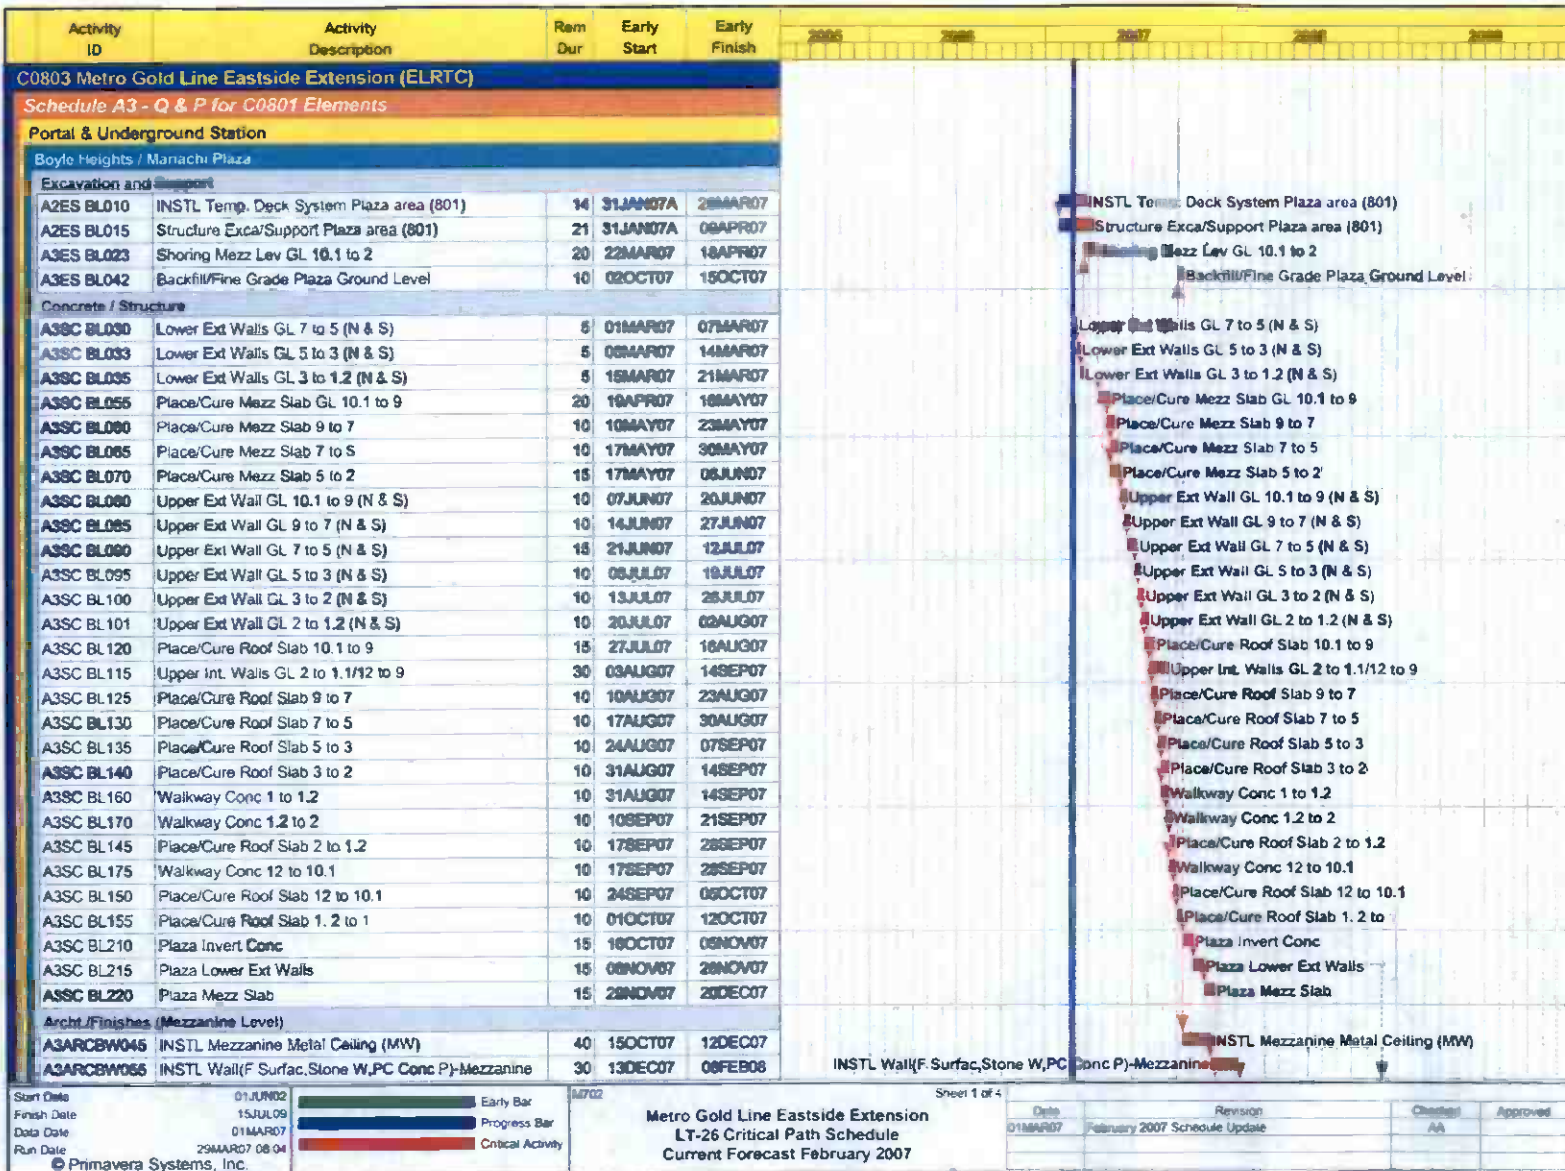 Activity ID Activity Description Rem Dur Early Start Early Finish 2005 2006 2007 2008 2009
C0803 Metro Gold Line Eastside Extension (ELRTC)
Schedule A3 - Q & P for C0801 Elements
Portal & Underground Station
Boyle Heights / Mariachi Plaza
Excavation and Support
A2ES BL010 INSTL Temp. Deck System Plaza area (801) 14 31JAN07A MAR07 INSTL Temp. Deck System Plaza area (801)
A2ES BL015 Structure Exca/Support Plaza area (801) 21 31JAN07A APR07 Structure Exca/Support Plaza area (801)
A3ES BL023 Shoring Mezz Lev GL 10.1 to 2 20 22MAR07 18APR07 Shoring Mezz Lev GL 10.1 to 2
A3ES BL042 Backfill/Fine Grade Plaza Ground Level 10 02OCT07 15OCT07 Backfill/Fine Grade Plaza Ground Level
Concrete / Structure
A3SC BL030 Lower Ext Walls GL 7 to 5 (N & S) 5 01MAR07 07MAR07 Lower Ext Walls GL 7 to 5 (N & S)
A3SC BL033 Lower Ext Walls GL 5 to 3 (N & S) 5 08MAR07 14MAR07 Lower Ext Walls GL 5 to 3 (N & S)
A3SC BL035 Lower Ext Walls GL 3 to 1.2 (N & S) 5 15MAR07 21MAR07 Lower Ext Walls GL 3 to 1.2 (N & S)
A3SC BL055 Place/Cure Mezz Slab GL 10.1 to 9 20 19APR07 16MAY07 Place/Cure Mezz Slab GL 10.1 to 9
A3SC BL060 Place/Cure Mezz Slab 9 to 7 10 10MAY07 23MAY07 Place/Cure Mezz Slab 9 to 7
A3SC BL065 Place/Cure Mezz Slab 7 to 5 10 17MAY07 30MAY07 Place/Cure Mezz Slab 7 to 5
A3SC BL070 Place/Cure Mezz Slab 5 to 2 15 17MAY07 06JUN07 Place/Cure Mezz Slab 5 to 2
A3SC BL080 Upper Ext Wall GL 10.1 to 9 (N & S) 10 07JUN07 20JUN07 Upper Ext Wall GL 10.1 to 9 (N & S)
A3SC BL085 Upper Ext Wall GL 9 to 7 (N & S) 10 14JUN07 27JUN07 Upper Ext Wall GL 9 to 7 (N & S)
A3SC BL090 Upper Ext Wall GL 7 to 5 (N & S) 15 21JUN07 12JUL07 Upper Ext Wall GL 7 to 5 (N & S)
A3SC BL095 Upper Ext Wall GL 5 to 3 (N & S) 10 06JUL07 19JUL07 Upper Ext Wall GL 5 to 3 (N & S)
A3SC BL100 Upper Ext Wall GL 3 to 2 (N & S) 10 13JUL07 26JUL07 Upper Ext Wall GL 3 to 2 (N & S)
A3SC BL101 Upper Ext Wall GL 2 to 1.2 (N & S) 10 20JUL07 02AUG07 Upper Ext Wall GL 2 to 1.2 (N & S)
A3SC BL120 Place/Cure Roof Slab 10.1 to 9 15 27JUL07 16AUG07 Place/Cure Roof Slab 10.1 to 9
A3SC BL115 Upper Int. Walls GL 2 to 1.1/12 to 9 30 03AUG07 14SEP07 Upper Int. Walls GL 2 to 1.1/12 to 9
A3SC BL125 Place/Cure Roof Slab 9 to 7 10 10AUG07 23AUG07 Place/Cure Roof Slab 9 to 7
A3SC BL130 Place/Cure Roof Slab 7 to 5 10 17AUG07 30AUG07 Place/Cure Roof Slab 7 to 5
A3SC BL135 Place/Cure Roof Slab 5 to 3 10 24AUG07 07SEP07 Place/Cure Roof Slab 5 to 3
A3SC BL140 Place/Cure Roof Slab 3 to 2 10 31AUG07 14SEP07 Place/Cure Roof Slab 3 to 2
A3SC BL160 Walkway Conc 1 to 1.2 10 31AUG07 14SEP07 Walkway Conc 1 to 1.2
A3SC BL170 Walkway Conc 1.2 to 2 10 10SEP07 21SEP07 Walkway Conc 1.2 to 2
A3SC BL145 Place/Cure Roof Slab 2 to 1.2 10 17SEP07 28SEP07 Place/Cure Roof Slab 2 to 1.2
A3SC BL175 Walkway Conc 12 to 10.1 10 17SEP07 28SEP07 Walkway Conc 12 to 10.1
A3SC BL150 Place/Cure Roof Slab 12 to 10.1 10 24SEP07 05OCT07 Place/Cure Roof Slab 12 to 10.1
A3SC BL155 Place/Cure Roof Slab 1. 2 to 1 10 01OCT07 12OCT07 Place/Cure Roof Slab 1. 2 to
A3SC BL210 Plaza Invert Conc 15 16OCT07 05NOV07 Plaza Invert Conc
A3SC BL215 Plaza Lower Ext Walls 15 06NOV07 28NOV07 Plaza Lower Ext Walls
A3SC BL220 Plaza Mezz Slab 15 29NOV07 20DEC07 Plaza Mezz Slab
Archt./Finishes (Mezzanine Level)
A3ARCBW045 INSTL Mezzanine Metal Ceiling (MW) 40 15OCT07 12DEC07 INSTL Mezzanine Metal Ceiling (MW)
A3ARCBW055 INSTL Wall(F Surfac,Stone W,PC Conc P)-Mezzanine 30 13DEC07 08FEB08 INSTL Wall(F Surfac,Stone W,PC Conc P)-Mezzanine
Start Date 01JUN02
Finish Date 15JUL09
Data Date 01MAR07
Run Date 29MAR07 08:04
© Primavera Systems, Inc.
Early Bar
Progress Bar
Critical Activity
M702
Sheet 1 of 4
Metro Gold Line Eastside Extension
LT-26 Critical Path Schedule
Current Forecast February 2007
Date Revision Checked Approved
01MAR07 February 2007 Schedule Update AA